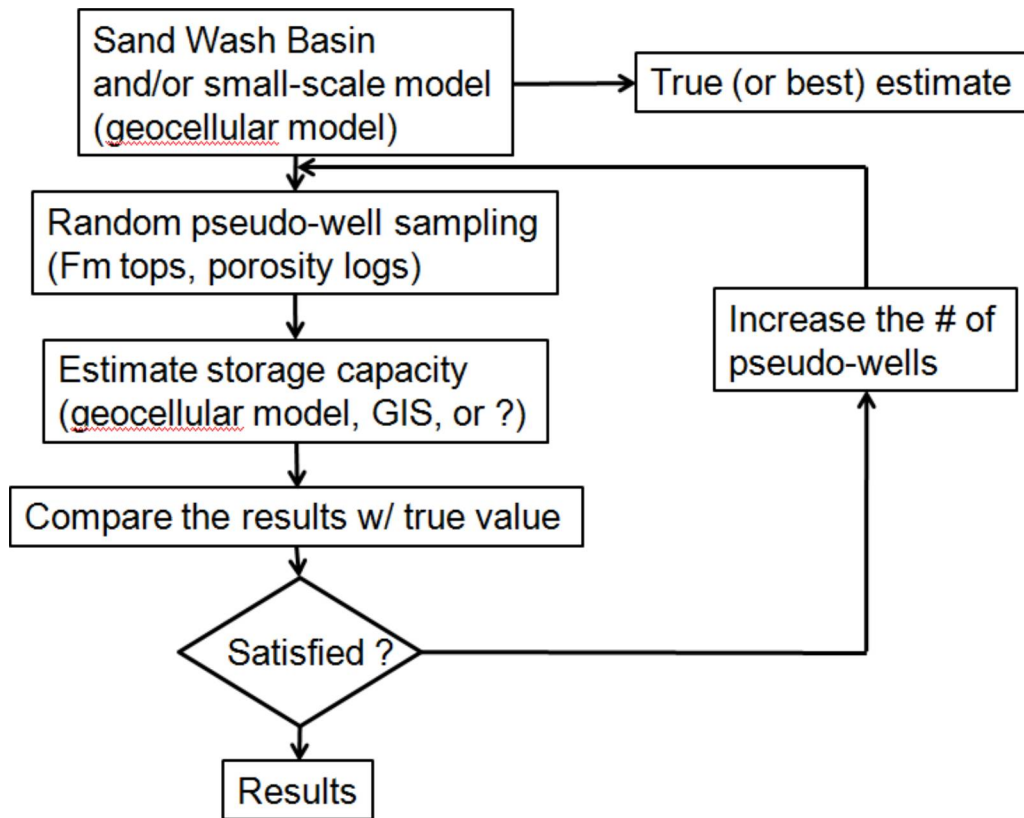 Sand Wash Basin
and/or small-scale model
(geocellular model)
True (or best) estimate
Random pseudo-well sampling
(Fm tops, porosity logs)
Increase the # of
pseudo-wells
Estimate storage capacity
(geocellular model, GIS, or ?)
Compare the results w/ true value
Satisfied ?
Results